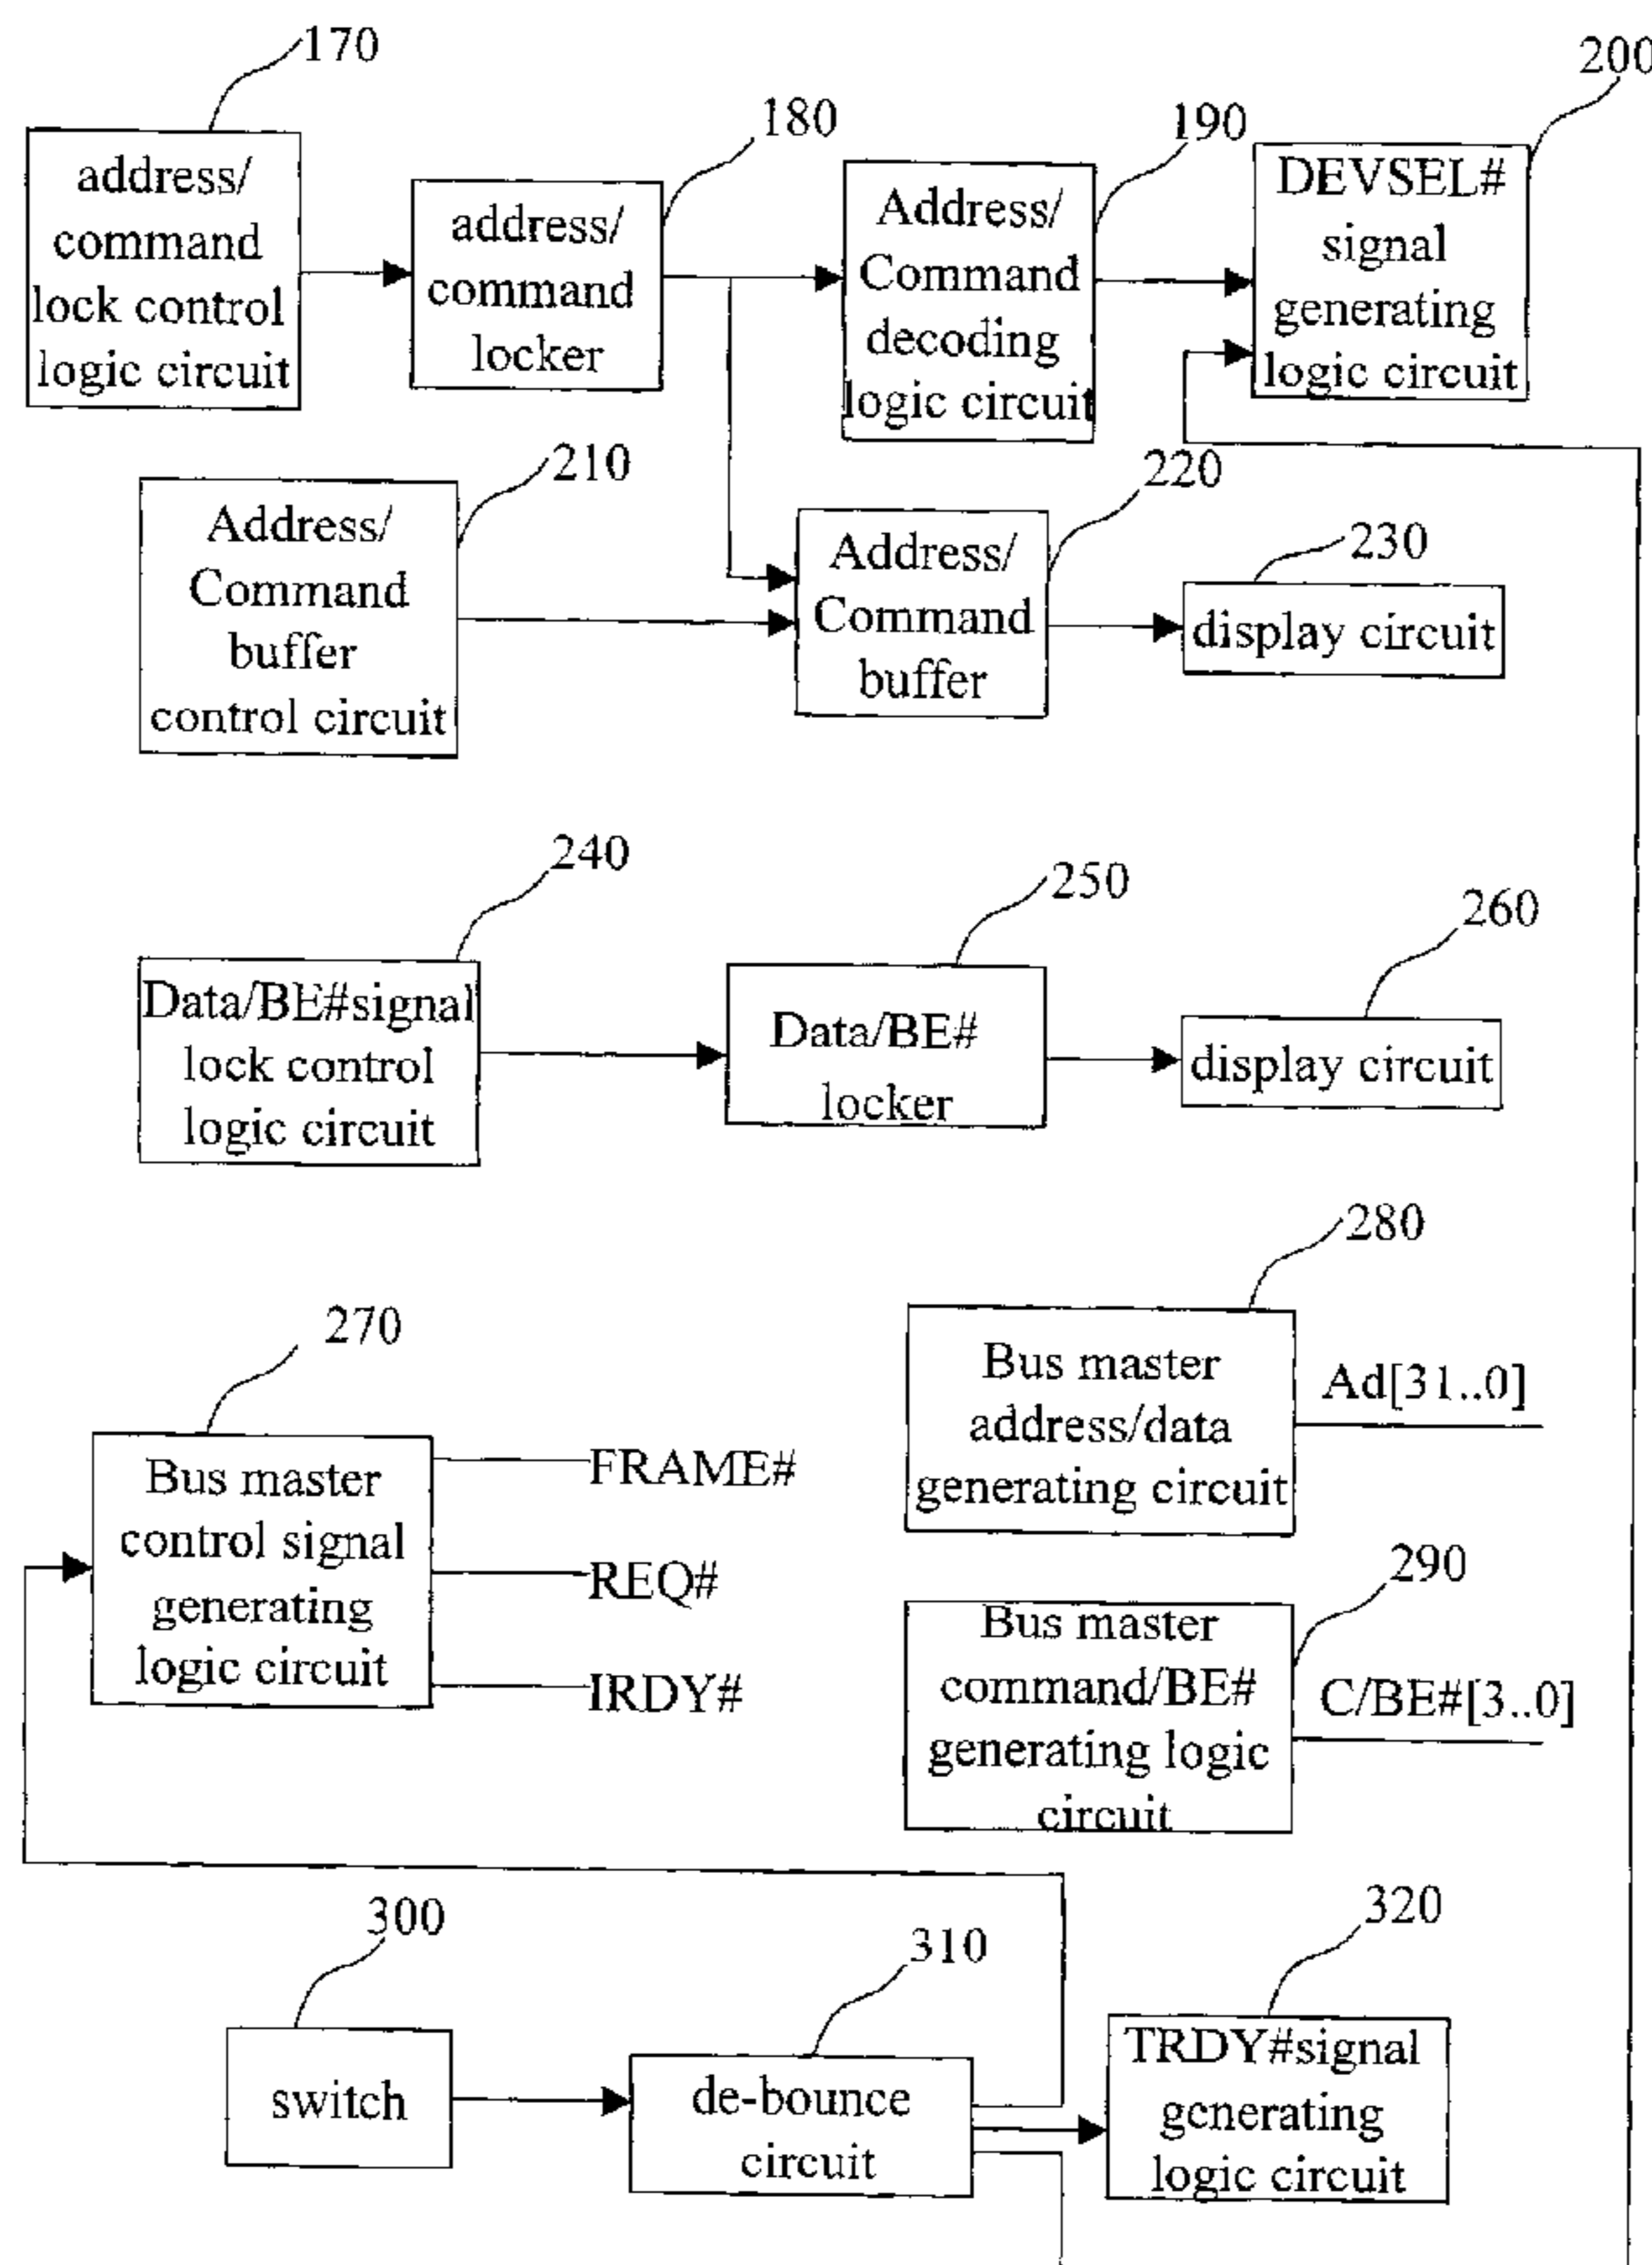 170
address/
command
lock control
logic circuit
180
address/
command
locker
190
Address/
Command
decoding
logic circuit
200
DEVSEL#
signal
generating
logic circuit
210
Address/
Command
buffer
control circuit
220
Address/
Command
buffer
230
display circuit
240
Data/BE#signal
lock control
logic circuit
250
Data/BE#
locker
260
display circuit
270
Bus master
control signal
generating
logic circuit
FRAME#
REQ#
IRDY#
280
Bus master
address/data
generating circuit
Ad[31..0]
290
Bus master
command/BE#
generating logic
circuit
C/BE#[3..0]
300
switch
310
de-bounce
circuit
320
TRDY#signal
generating
logic circuit